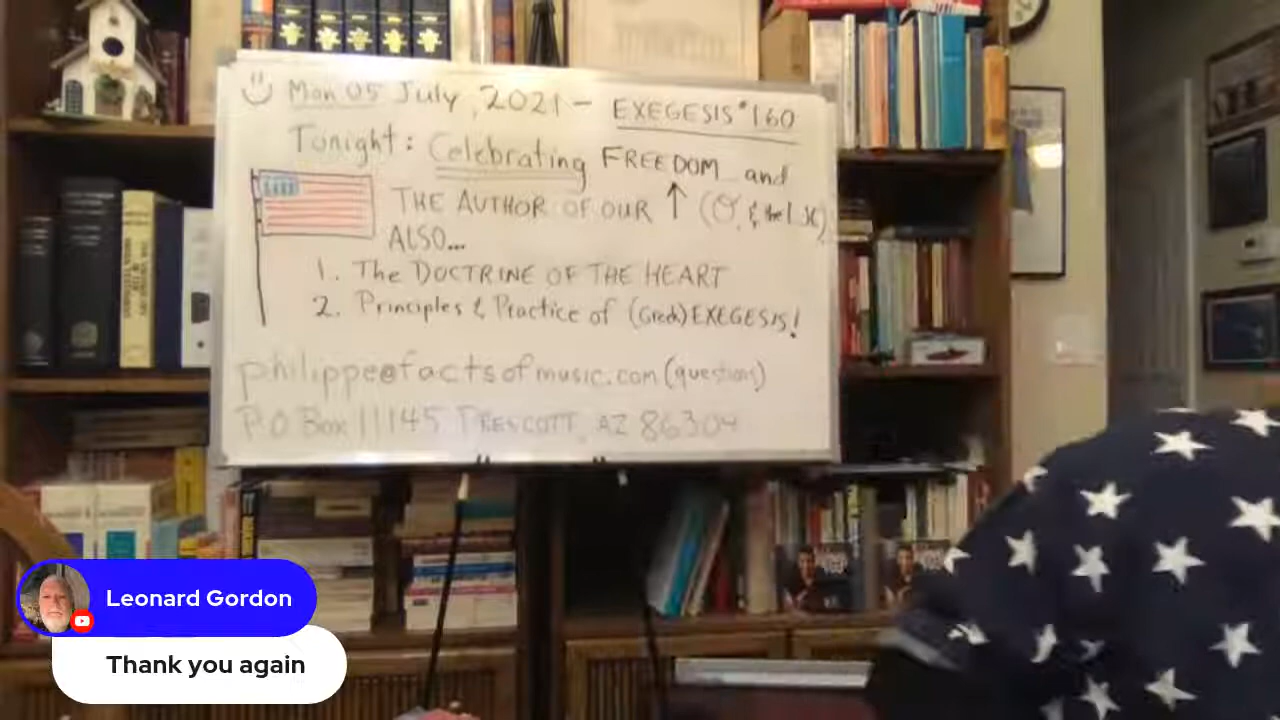 Mon 05 July, 2021 - EXEGESIS #160
Tonight: Celebrating FREEDOM and
THE AUTHOR OF OUR ↑ (
ALSO...
1. The DOCTRINE OF THE HEART
2. Principles & Practice of (Greek) EXEGESIS!
philippe@factsofmusic.com (questions)
P.O Box 11145 PRESCOTT, AZ 86304
Leonard Gordon
Thank you again